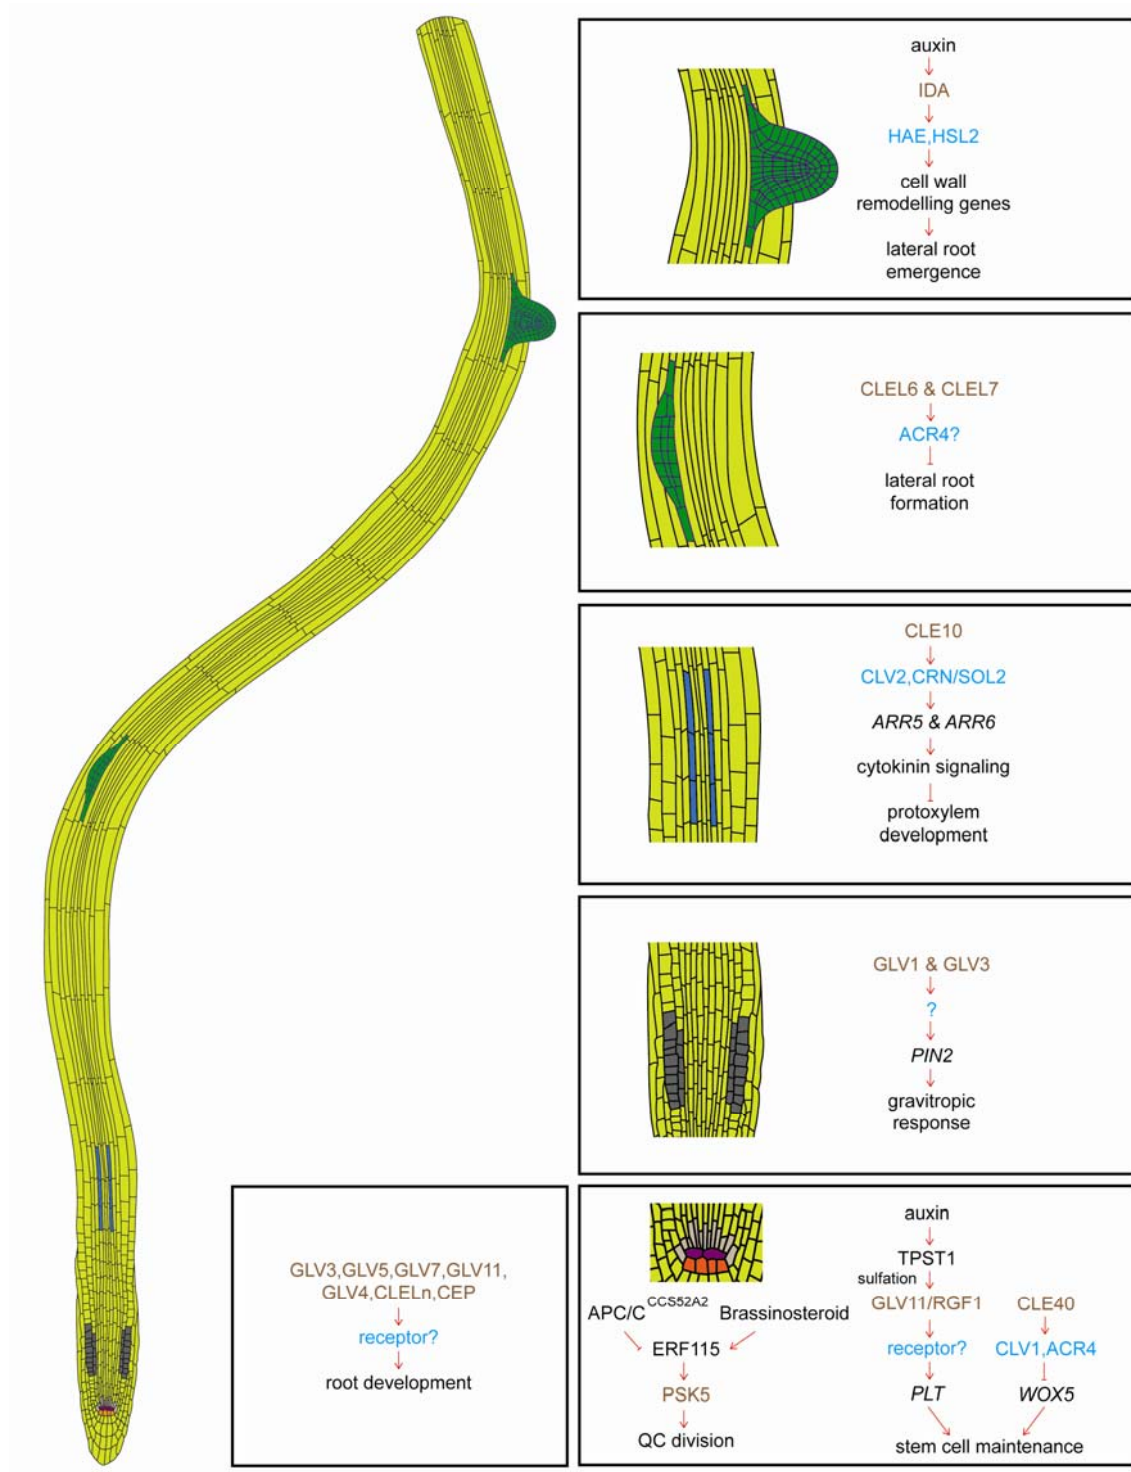 auxin
IDA
HAE,HSL2
cell wall
remodelling genes
lateral root
emergence
CLEL6 & CLEL7
ACR4?
lateral root
formation
CLE10
CLV2,CRN/SOL2
ARR5 & ARR6
cytokinin signaling
protoxylem
development
GLV1 & GLV3
?
PIN2
gravitropic
response
GLV3,GLV5,GLV7,GLV11,
GLV4,CLELn,CEP
receptor?
root development
APC/C CCS52A2 Brassinosteroid
ERF115
PSK5
QC division
auxin
TPST1
sulfation
GLV11/RGF1 CLE40
receptor? CLV1,ACR4
PLT WOX5
stem cell maintenance